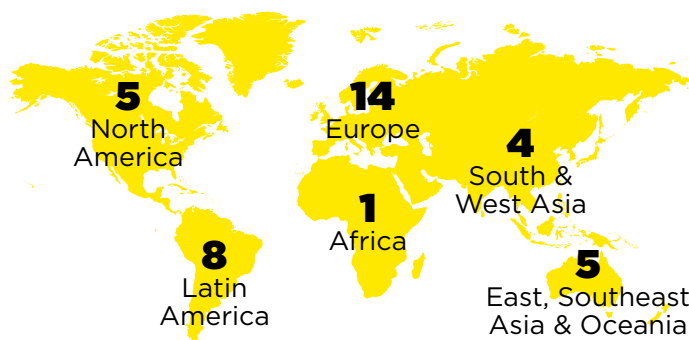 5
North
America
14
Europe
4
South &
West Asia
1
Africa
8
Latin
America
5
East, Southeast
Asia & Oceania